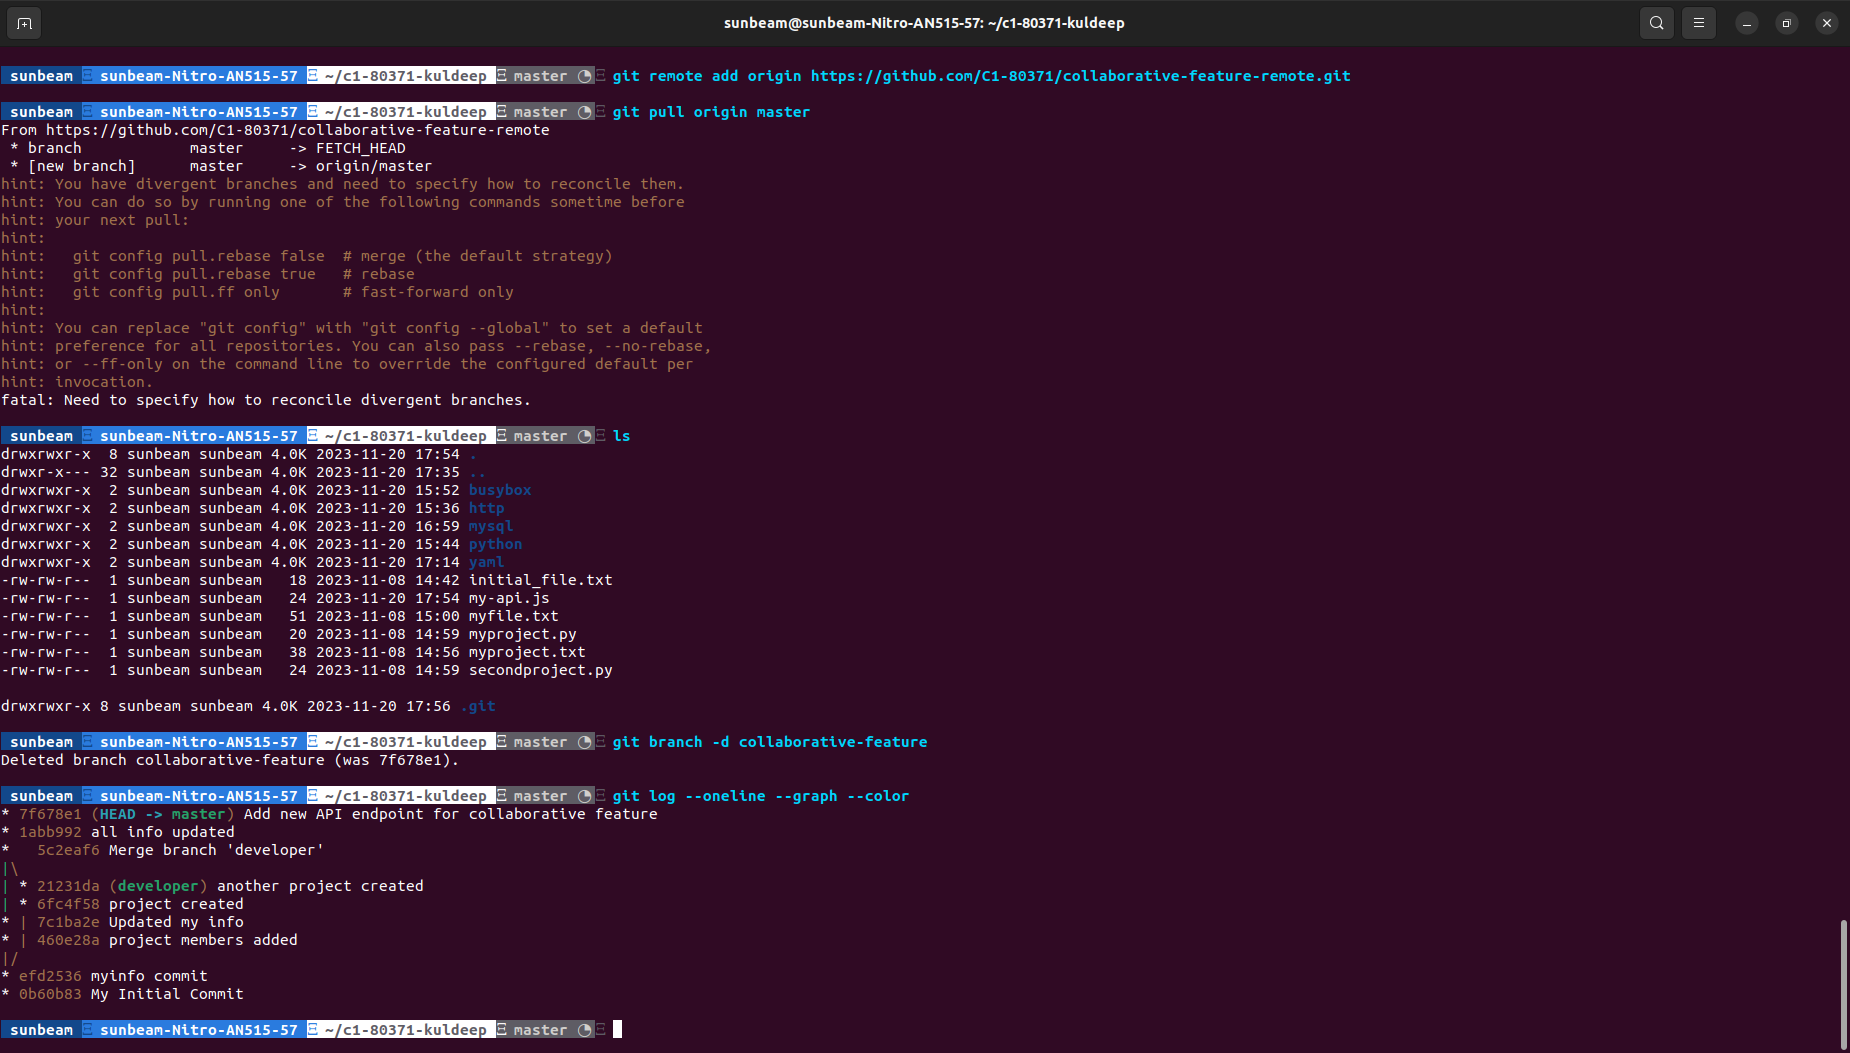 sunbeam@sunbeam-Nitro-AN515-57: ~/c1-80371-kuldeep
sunbeam sunbeam-Nitro-AN515-57 ~/c1-80371-kuldeep master git remote add origin https://github.com/C1-80371/collaborative-feature-remote.git
sunbeam sunbeam-Nitro-AN515-57 ~/c1-80371-kuldeep master git pull origin master
From https://github.com/C1-80371/collaborative-feature-remote
 * branch            master     -> FETCH_HEAD
 * [new branch]      master     -> origin/master
hint: You have divergent branches and need to specify how to reconcile them.
hint: You can do so by running one of the following commands sometime before
hint: your next pull:
hint:
hint:   git config pull.rebase false  # merge (the default strategy)
hint:   git config pull.rebase true   # rebase
hint:   git config pull.ff only       # fast-forward only
hint:
hint: You can replace "git config" with "git config --global" to set a default
hint: preference for all repositories. You can also pass --rebase, --no-rebase,
hint: or --ff-only on the command line to override the configured default per
hint: invocation.
fatal: Need to specify how to reconcile divergent branches.
sunbeam sunbeam-Nitro-AN515-57 ~/c1-80371-kuldeep master ls
drwxrwxr-x  8 sunbeam sunbeam 4.0K 2023-11-20 17:54 .
drwxr-x--- 32 sunbeam sunbeam 4.0K 2023-11-20 17:35 ..
drwxrwxr-x  2 sunbeam sunbeam 4.0K 2023-11-20 15:52 busybox
drwxrwxr-x  2 sunbeam sunbeam 4.0K 2023-11-20 15:36 http
drwxrwxr-x  2 sunbeam sunbeam 4.0K 2023-11-20 16:59 mysql
drwxrwxr-x  2 sunbeam sunbeam 4.0K 2023-11-20 15:44 python
drwxrwxr-x  2 sunbeam sunbeam 4.0K 2023-11-20 17:14 yaml
-rw-rw-r--  1 sunbeam sunbeam   18 2023-11-08 14:42 initial_file.txt
-rw-rw-r--  1 sunbeam sunbeam   24 2023-11-20 17:54 my-api.js
-rw-rw-r--  1 sunbeam sunbeam   51 2023-11-08 15:00 myfile.txt
-rw-rw-r--  1 sunbeam sunbeam   20 2023-11-08 14:59 myproject.py
-rw-rw-r--  1 sunbeam sunbeam   38 2023-11-08 14:56 myproject.txt
-rw-rw-r--  1 sunbeam sunbeam   24 2023-11-08 14:59 secondproject.py
drwxrwxr-x 8 sunbeam sunbeam 4.0K 2023-11-20 17:56 .git
sunbeam sunbeam-Nitro-AN515-57 ~/c1-80371-kuldeep master git branch -d collaborative-feature
Deleted branch collaborative-feature (was 7f678e1).
sunbeam sunbeam-Nitro-AN515-57 ~/c1-80371-kuldeep master git log --oneline --graph --color
* 7f678e1 (HEAD -> master) Add new API endpoint for collaborative feature
* 1abb992 all info updated
*   5c2eaf6 Merge branch 'developer'
|\
| * 21231da (developer) another project created
| * 6fc4f58 project created
* | 7c1ba2e Updated my info
* | 460e28a project members added
|/
* efd2536 myinfo commit
* 0b60b83 My Initial Commit
sunbeam sunbeam-Nitro-AN515-57 ~/c1-80371-kuldeep master